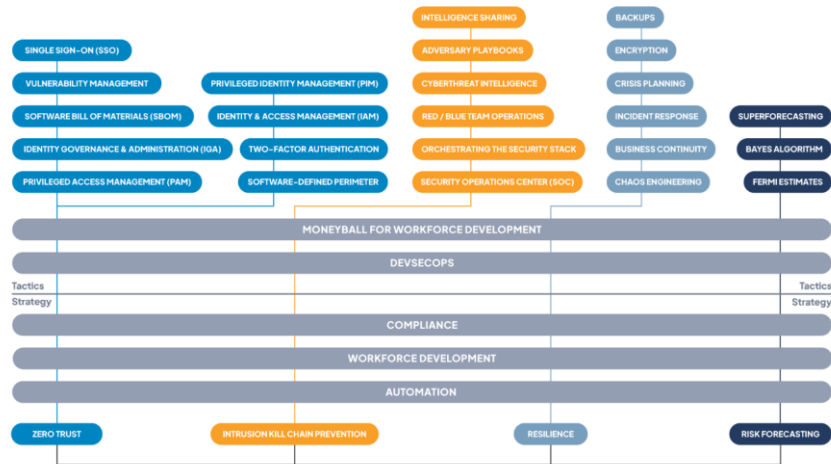 INTELLIGENCE SHARING
BACKUPS
SINGLE SIGN-ON (SSO)
ADVERSARY PLAYBOOKS
ENCRYPTION
VULNERABILITY MANAGEMENT
PRIVILEGED IDENTITY MANAGEMENT (PIM)
CYBERTHREAT INTELLIGENCE
CRISIS PLANNING
SOFTWARE BILL OF MATERIALS (SBOM)
IDENTITY & ACCESS MANAGEMENT (IAM)
RED / BLUE TEAM OPERATIONS
INCIDENT RESPONSE
SUPERFORECASTING
IDENTITY GOVERNANCE & ADMINISTRATION (IGA)
TWO-FACTOR AUTHENTICATION
ORCHESTRATING THE SECURITY STACK
BUSINESS CONTINUITY
BAYES ALGORITHM
PRIVILEGED ACCESS MANAGEMENT (PAM)
SOFTWARE-DEFINED PERIMETER
SECURITY OPERATIONS CENTER (SOC)
CHAOS ENGINEERING
FERMI ESTIMATES
MONEYBALL FOR WORKFORCE DEVELOPMENT
DEVSECOPS
Tactics
Tactics
Strategy
Strategy
COMPLIANCE
WORKFORCE DEVELOPMENT
AUTOMATION
ZERO TRUST
INTRUSION KILL CHAIN PREVENTION
RESILIENCE
RISK FORECASTING